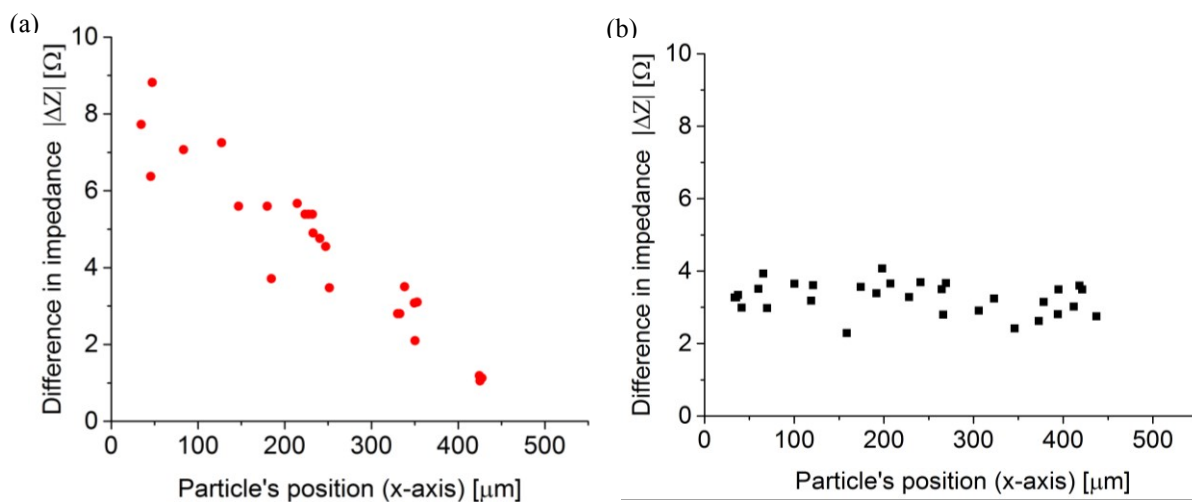 (a)
10
8
6
4
2
0
Difference in impedance |ΔZ| [Ω]
0 100 200 300 400 500
Particle's position (x-axis) [μm]
(b)
10
8
6
4
2
0
Difference in impedance |ΔZ| [Ω]
0 100 200 300 400 500
Particle's position (x-axis) [μm]